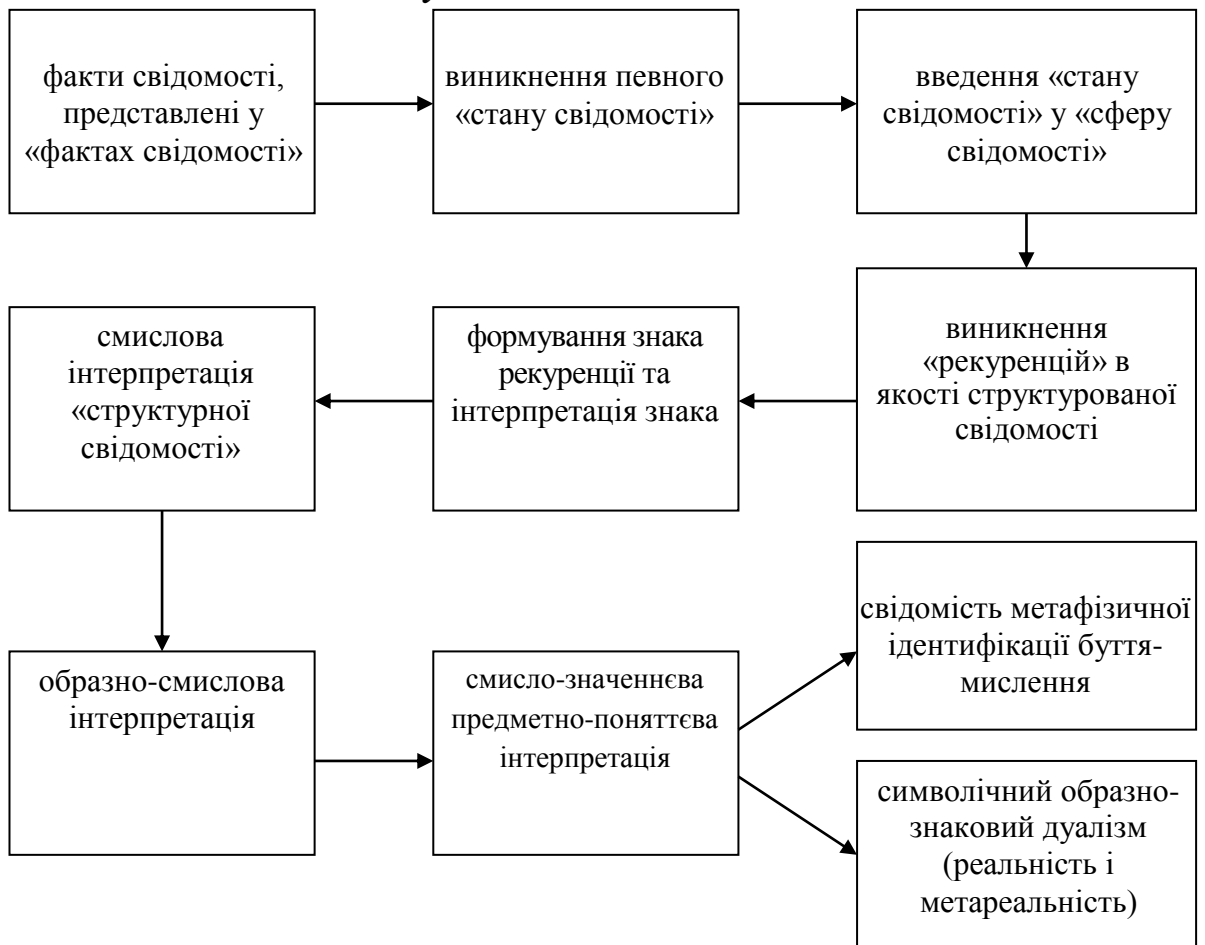 факти свідомості,
представлені у
«фактах свідомості»
виникнення певного
«стану свідомості»
введення «стану
свідомості» у «сферу
свідомості»
виникнення
«рекуренцій» в
якості структурованої
свідомості
формування знака
рекуренції та
інтерпретація знака
смислова
інтерпретація
«структурної
свідомості»
образно-смислова
інтерпретація
смисло-значеннєва
предметно-поняттєва
інтерпретація
свідомість метафізичної
ідентифікації буття-
мислення
символічний образно-
знаковий дуалізм
(реальність і
метареальність)